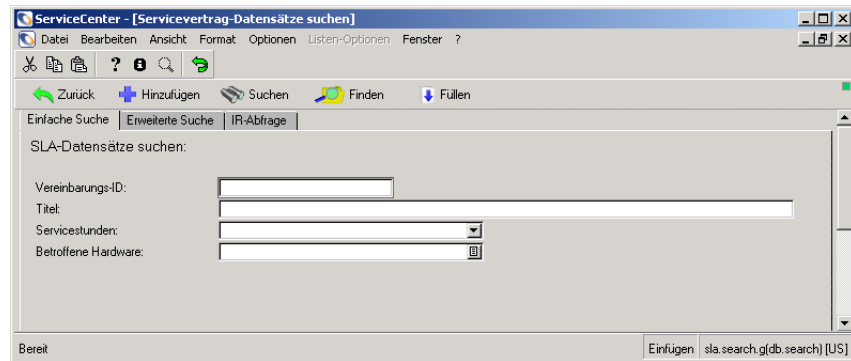 ServiceCenter - [Servicevertrag-Datensätze suchen]
Datei Bearbeiten Ansicht Format Optionen Listen-Optionen Fenster ?
Zurück Hinzufügen Suchen Finden Füllen
Einfache Suche Erweiterte Suche IR-Abfrage
SLA-Datensätze suchen:
Vereinbarungs-ID:
Titel:
Servicestunden:
Betroffene Hardware:
Bereit Einfügen sla.search.g(db.search) [US]